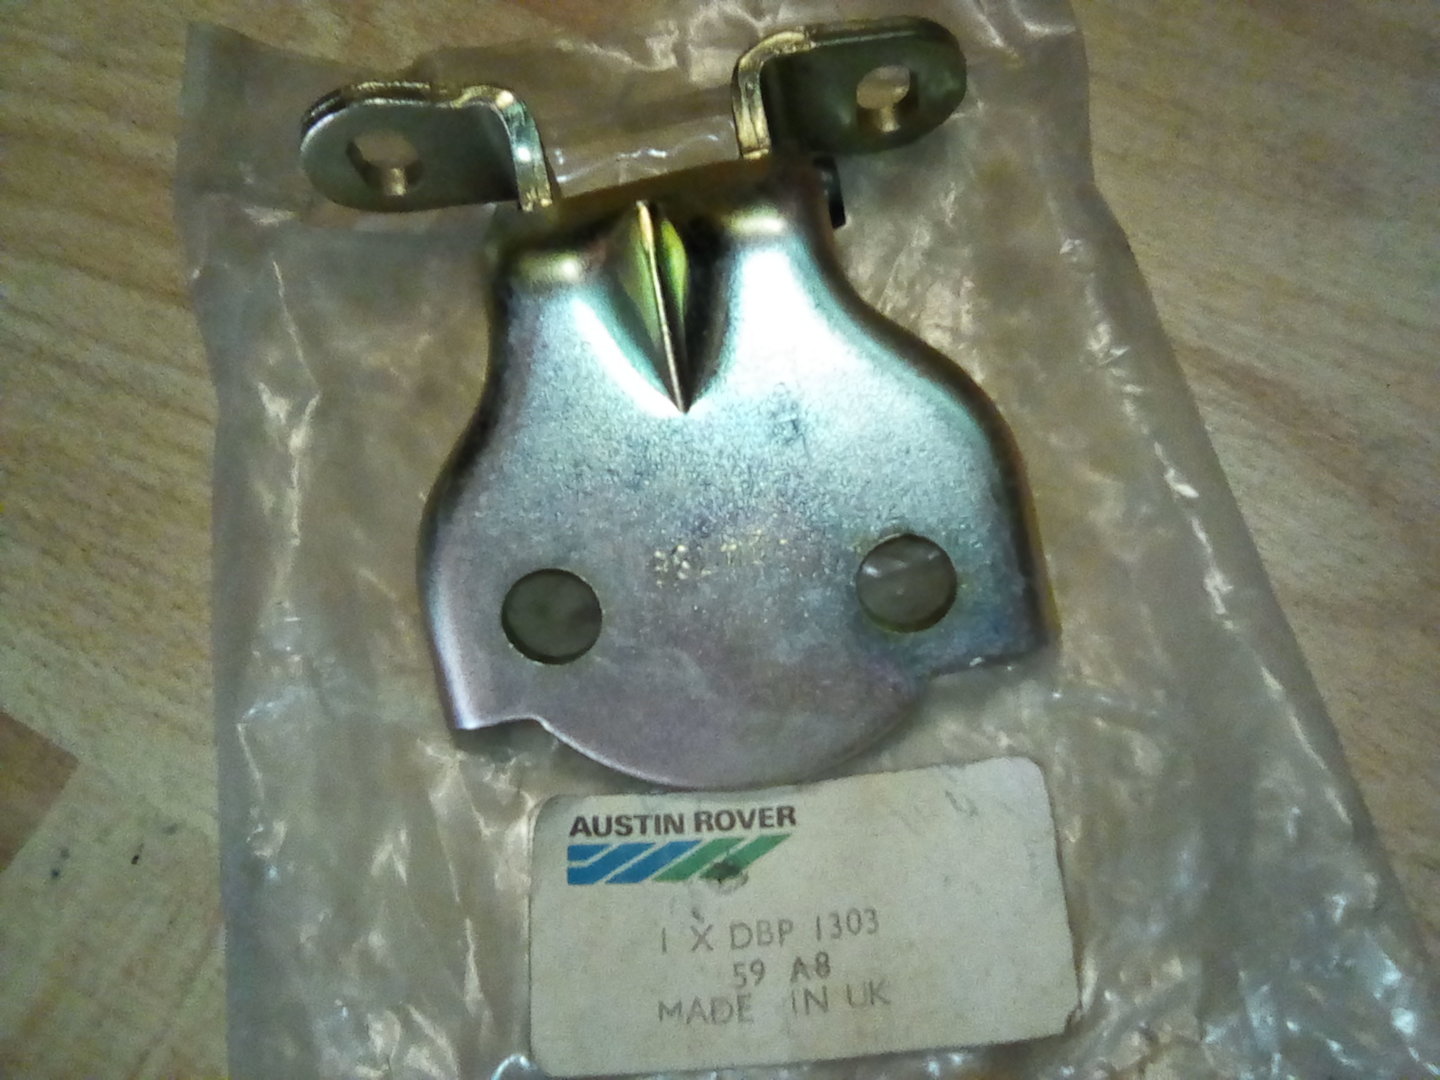 AUSTIN ROVER
1 X DBP 1303
59 A8
MADE IN UK